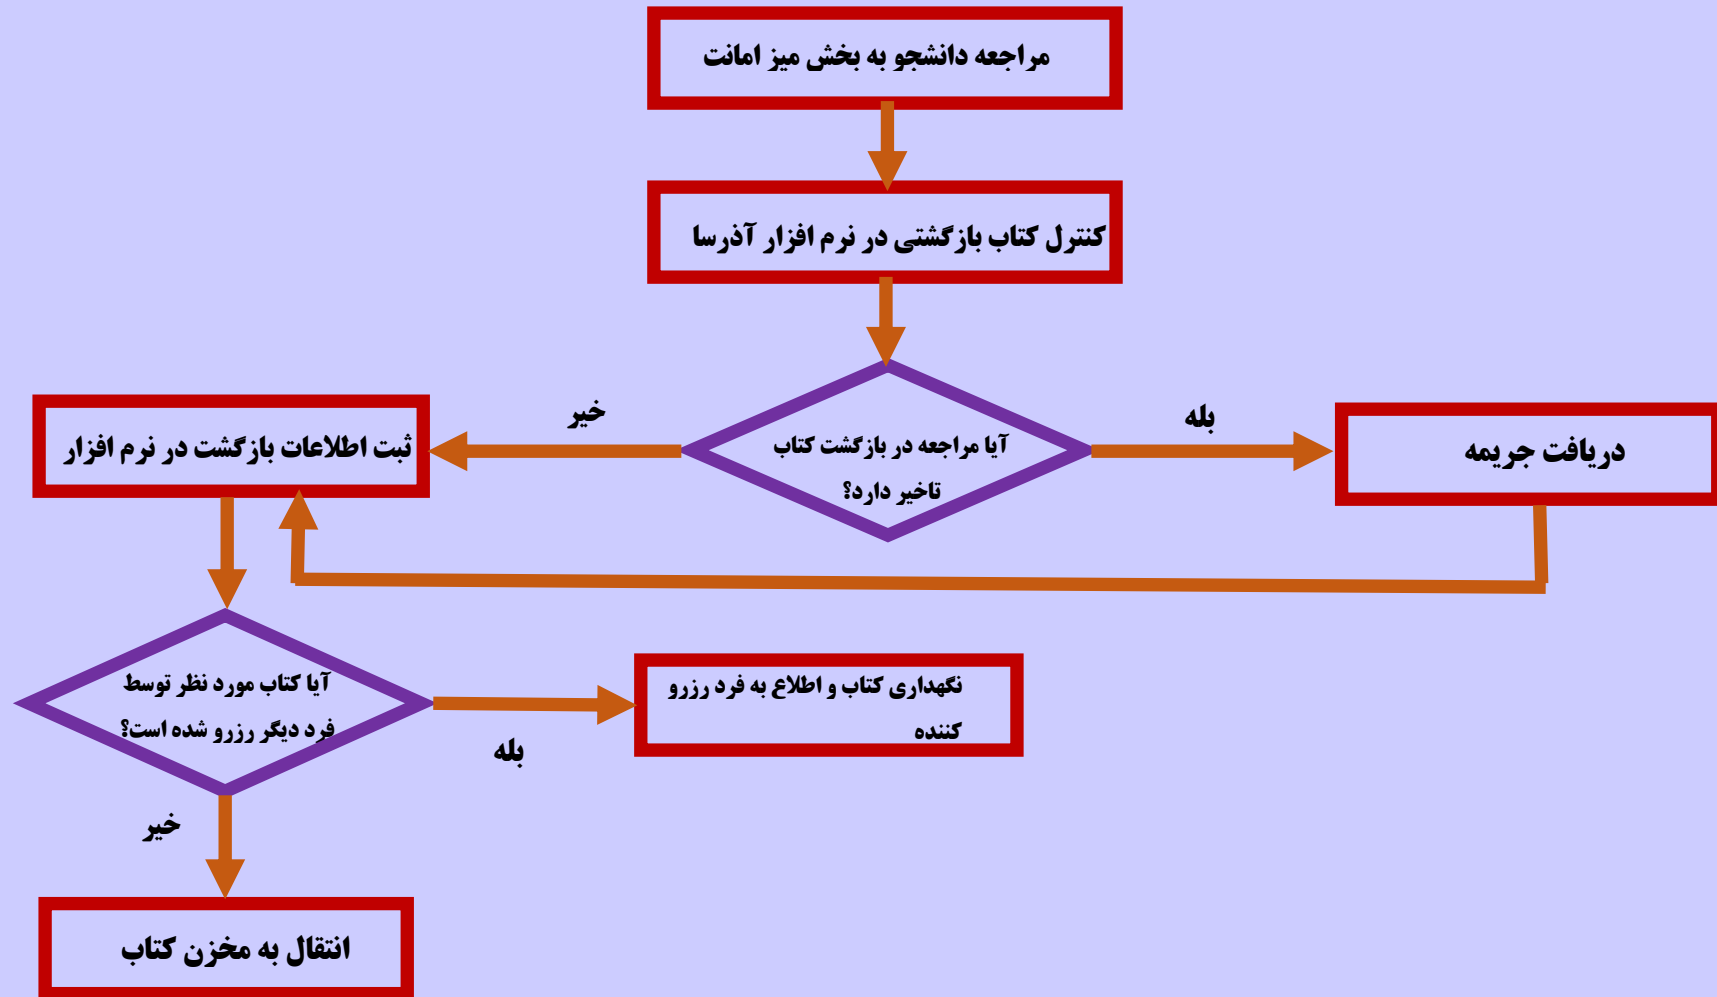 مراجعه دانشجو به بخش میز امانت
کنترل کتاب بازگشتی در نرم افزار آذرسا
آیا مراجعه در بازگشت کتاب
تاخیر دارد؟
بله
دریافت جریمه
خیر
ثبت اطلاعات بازگشت در نرم افزار
آیا کتاب مورد نظر توسط
فرد دیگر رزرو شده است؟
بله
نگهداری کتاب و اطلاع به فرد رزرو
کننده
خیر
انتقال به مخزن کتاب